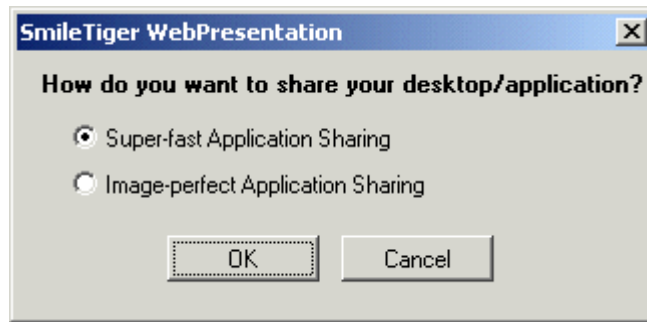 SmileTiger WebPresentation
How do you want to share your desktop/application?
Super-fast Application Sharing
Image-perfect Application Sharing
OK Cancel